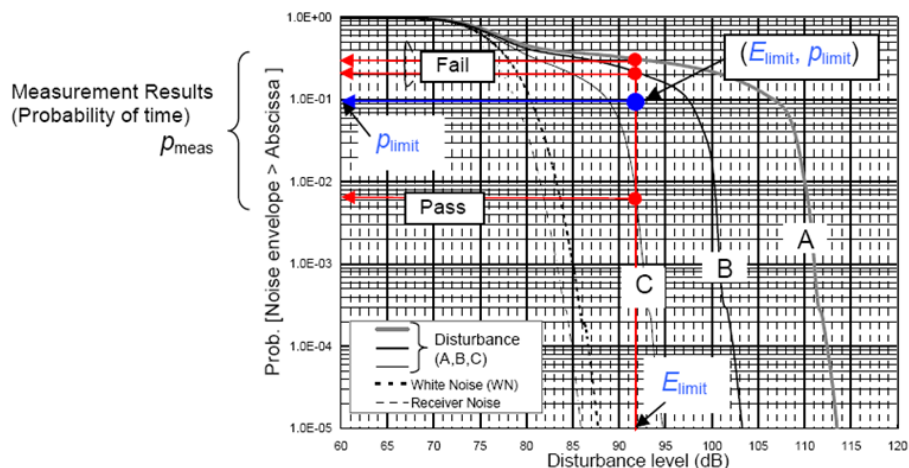 Measurement Results
(Probability of time)
pmeas
Prob. [Noise envelope > Abscissa ]
1.0E+00
1.0E-01
1.0E-02
1.0E-03
1.0E-04
1.0E-05
Fail
(Elimit, plimit)
plimit
Pass
A
B
C
Disturbance
(A,B,C)
White Noise (WN)
Receiver Noise
Elimit
60 65 70 75 80 85 90 95 100 105 110 115 120
Disturbance level (dB)